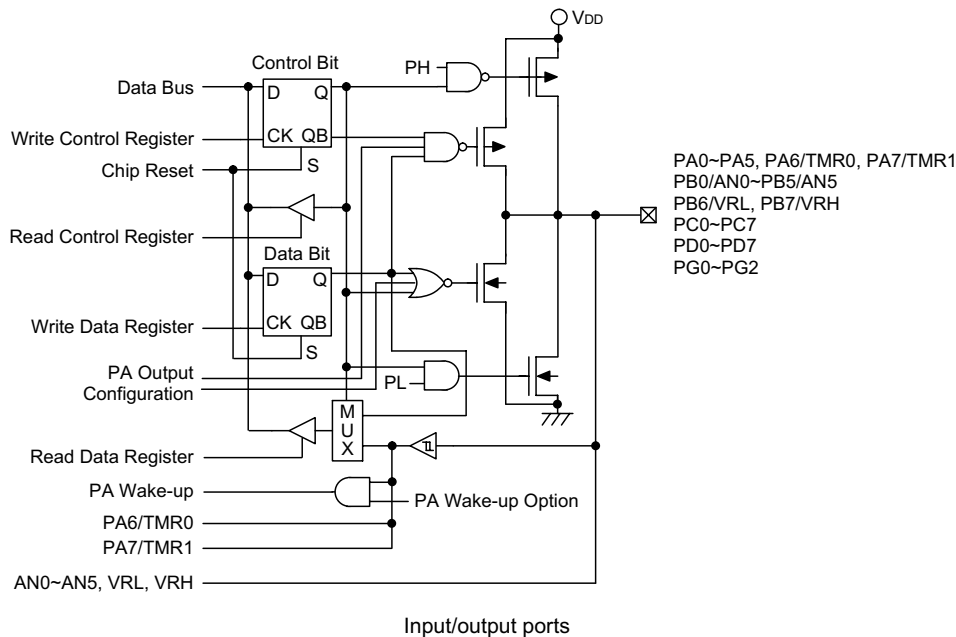 VDD
Control Bit
PH
Data Bus
D Q
Write Control Register
CK QB
Chip Reset
S
PA0~PA5, PA6/TMR0, PA7/TMR1
PB0/AN0~PB5/AN5
PB6/VRL, PB7/VRH
PC0~PC7
PD0~PD7
PG0~PG2
Read Control Register
Data Bit
D Q
Write Data Register
CK QB
S
PA Output
Configuration
PL
M
U
X
Read Data Register
PA Wake-up
PA Wake-up Option
PA6/TMR0
PA7/TMR1
AN0~AN5, VRL, VRH
Input/output ports